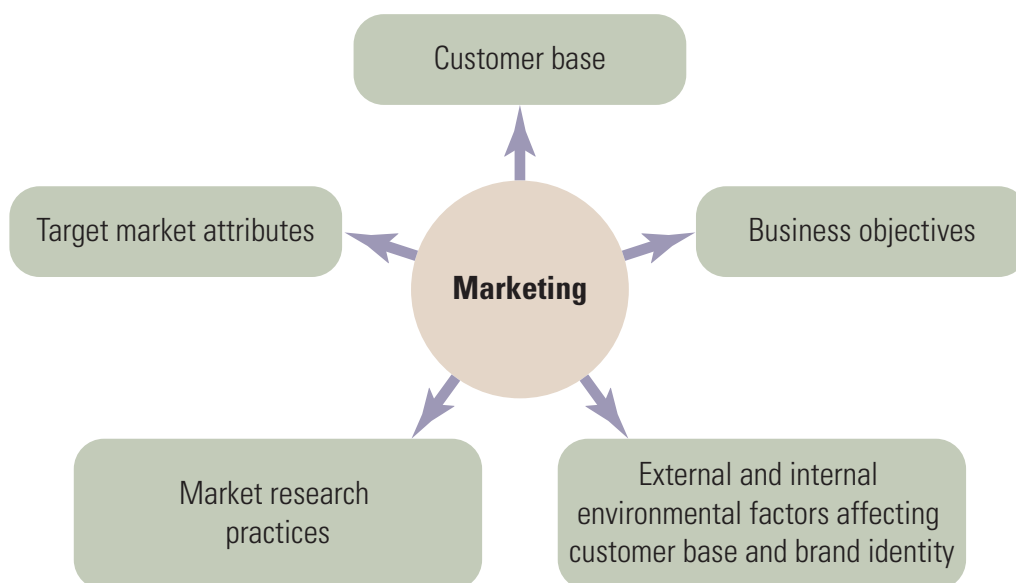 Customer base
Target market attributes
Business objectives
Marketing
Market research
practices
External and internal
environmental factors affecting
customer base and brand identity